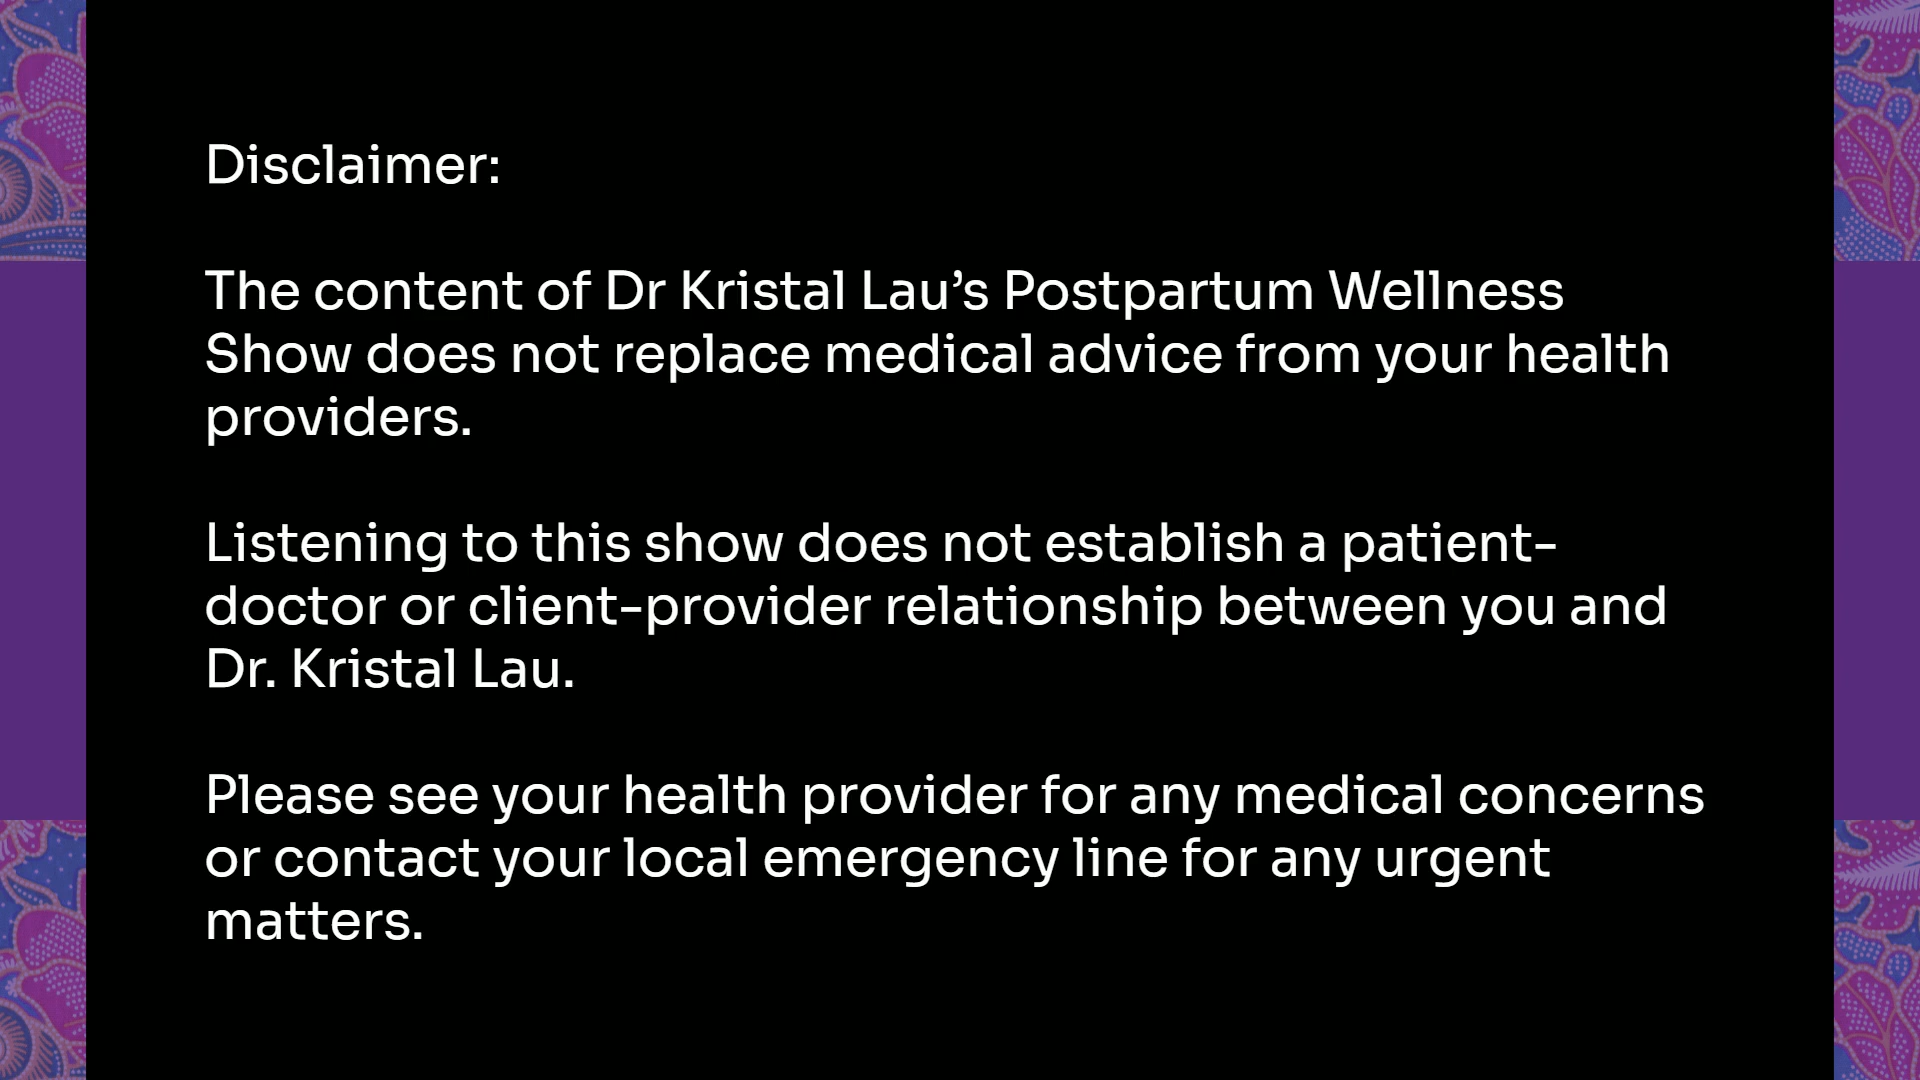 Disclaimer:
The content of Dr Kristal Lau’s Postpartum Wellness
Show does not replace medical advice from your health
providers.
Listening to this show does not establish a patient-
doctor or client-provider relationship between you and
Dr. Kristal Lau.
Please see your health provider for any medical concerns
or contact your local emergency line for any urgent
matters.